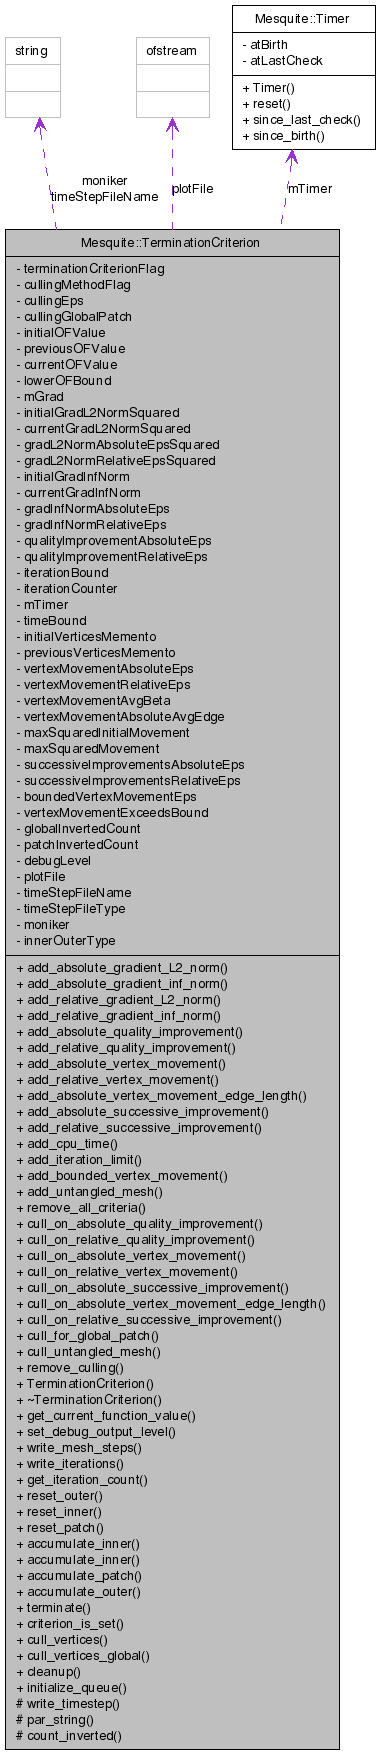 Mesquite::Timer
- atBirth
- atLastCheck
+ Timer()
+ reset()
+ since_last_check()
+ since_birth()
string
ofstream
moniker
timeStepFileName
plotFile
mTimer
Mesquite::TerminationCriterion
- terminationCriterionFlag
- cullingMethodFlag
- cullingEps
- cullingGlobalPatch
- initialOFValue
- previousOFValue
- currentOFValue
- lowerOFBound
- mGrad
- initialGradL2NormSquared
- currentGradL2NormSquared
- gradL2NormAbsoluteEpsSquared
- gradL2NormRelativeEpsSquared
- initialGradInfNorm
- currentGradInfNorm
- gradInfNormAbsoluteEps
- gradInfNormRelativeEps
- qualityImprovementAbsoluteEps
- qualityImprovementRelativeEps
- iterationBound
- iterationCounter
- mTimer
- timeBound
- initialVerticesMemento
- previousVerticesMemento
- vertexMovementAbsoluteEps
- vertexMovementRelativeEps
- vertexMovementAvgBeta
- vertexMovementAbsoluteAvgEdge
- maxSquaredInitialMovement
- maxSquaredMovement
- successiveImprovementsAbsoluteEps
- successiveImprovementsRelativeEps
- boundedVertexMovementEps
- vertexMovementExceedsBound
- globalInvertedCount
- patchInvertedCount
- debugLevel
- plotFile
- timeStepFileName
- timeStepFileType
- moniker
- innerOuterType
+ add_absolute_gradient_L2_norm()
+ add_absolute_gradient_inf_norm()
+ add_relative_gradient_L2_norm()
+ add_relative_gradient_inf_norm()
+ add_absolute_quality_improvement()
+ add_relative_quality_improvement()
+ add_absolute_vertex_movement()
+ add_relative_vertex_movement()
+ add_absolute_vertex_movement_edge_length()
+ add_absolute_successive_improvement()
+ add_relative_successive_improvement()
+ add_cpu_time()
+ add_iteration_limit()
+ add_bounded_vertex_movement()
+ add_untangled_mesh()
+ remove_all_criteria()
+ cull_on_absolute_quality_improvement()
+ cull_on_relative_quality_improvement()
+ cull_on_absolute_vertex_movement()
+ cull_on_relative_vertex_movement()
+ cull_on_absolute_successive_improvement()
+ cull_on_absolute_vertex_movement_edge_length()
+ cull_on_relative_successive_improvement()
+ cull_for_global_patch()
+ cull_untangled_mesh()
+ remove_culling()
+ TerminationCriterion()
+ ~TerminationCriterion()
+ get_current_function_value()
+ set_debug_output_level()
+ write_mesh_steps()
+ write_iterations()
+ get_iteration_count()
+ reset_outer()
+ reset_inner()
+ reset_patch()
+ accumulate_inner()
+ accumulate_inner()
+ accumulate_patch()
+ accumulate_outer()
+ terminate()
+ criterion_is_set()
+ cull_vertices()
+ cull_vertices_global()
+ cleanup()
+ initialize_queue()
# write_timestep()
# par_string()
# count_inverted()